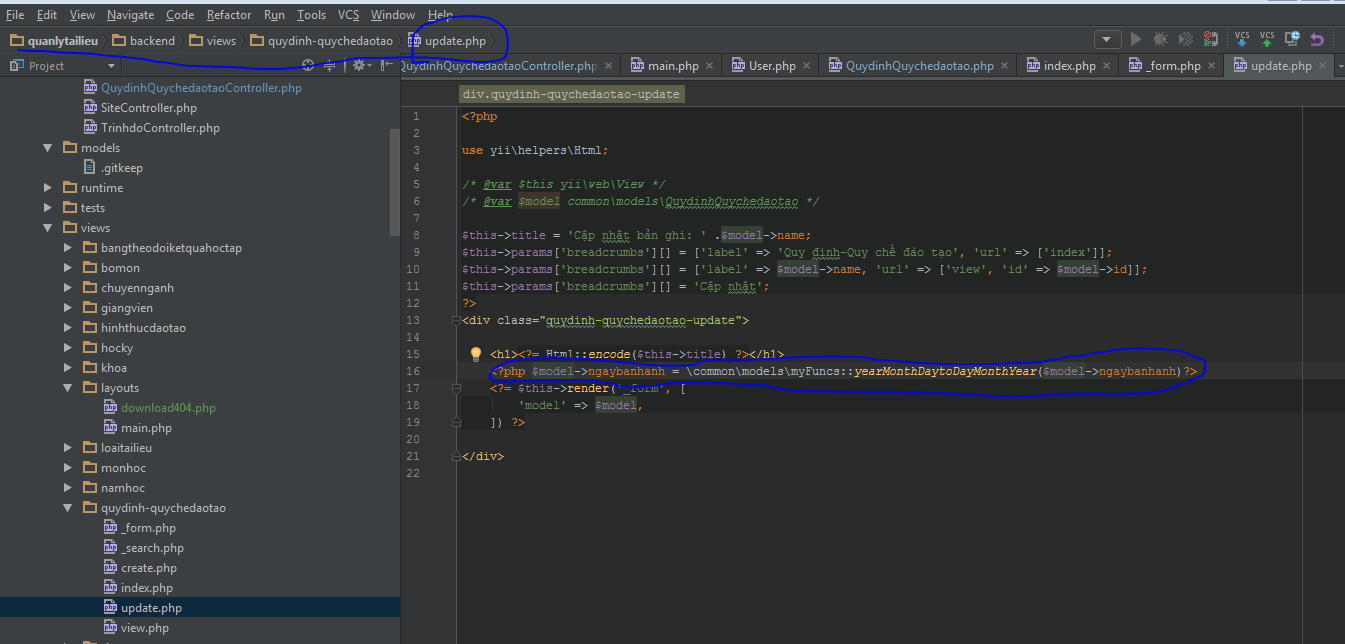 File Edit View Navigate Code Refactor Run Tools VCS Window Help
quanlytailieu backend views quydinh-quychedaotao update.php
VCS VCS
Project
QuydinhQuychedaotaoController.php main.php User.php QuydinhQuychedaotao.php index.php _form.php update.php
QuydinhQuychedaotaoController.php
SiteController.php
TrinhdoController.php
models
.gitkeep
runtime
tests
views
bangtheodoiketquahoctap
bomon
chuyennganh
giangvien
hinhthucdaotao
hocky
khoa
layouts
download404.php
main.php
loaitailieu
monhoc
namhoc
quydinh-quychedaotao
_form.php
_search.php
create.php
index.php
update.php
view.php
div.quydinh-quychedaotao-update
1 <?php
2
3 use yii\helpers\Html;
4
5 /* @var $this yii\web\View */
6 /* @var $model common\models\QuydinhQuychedaotao */
7
8 $this->title = 'Cập nhật bản ghi: ' .$model->name;
9 $this->params['breadcrumbs'][] = ['label' => 'Quy định-Quy chế đào tạo', 'url' => ['index']];
10 $this->params['breadcrumbs'][] = ['label' => $model->name, 'url' => ['view', 'id' => $model->id]];
11 $this->params['breadcrumbs'][] = 'Cập nhật';
12 ?>
13 <div class="quydinh-quychedaotao-update">
14
15 <h1><?= Html::encode($this->title) ?></h1>
16 <?php $model->ngaybanhanh = \common\models\myFuncs::yearMonthDaytoDayMonthYear($model->ngaybanhanh)?>
17 <?= $this->render('_form', [
18 'model' => $model,
19 ]) ?>
20
21 </div>
22